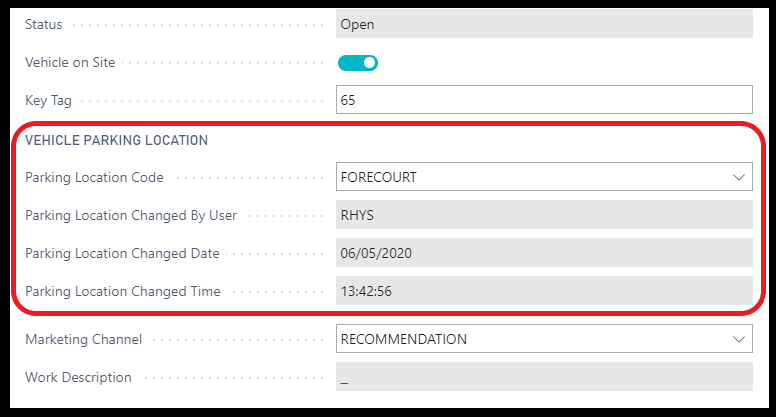 Status Open
Vehicle on Site
Key Tag 65
VEHICLE PARKING LOCATION
Parking Location Code FORECOURT
Parking Location Changed By User RHYS
Parking Location Changed Date 06/05/2020
Parking Location Changed Time 13:42:56
Marketing Channel RECOMMENDATION
Work Description _